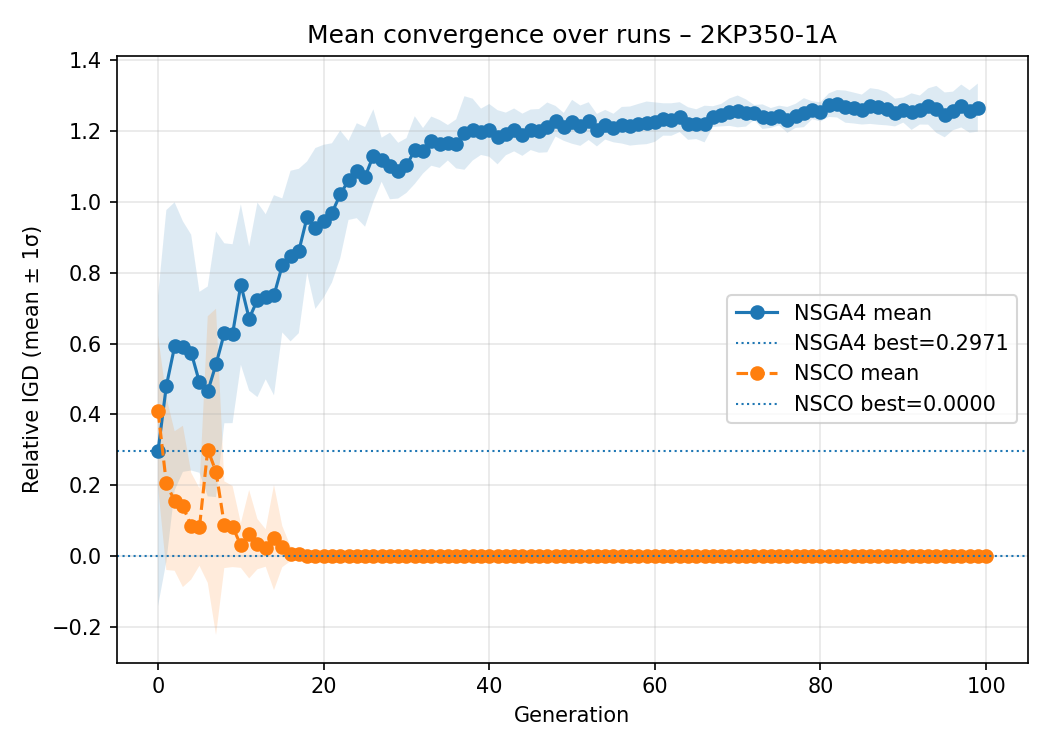 Mean convergence over runs – 2KP350-1A
Relative IGD (mean ± 1σ)
1.4
1.2
1.0
0.8
0.6
0.4
0.2
0.0
−0.2
NSGA4 mean
NSGA4 best=0.2971
NSCO mean
NSCO best=0.0000
0 20 40 60 80 100
Generation